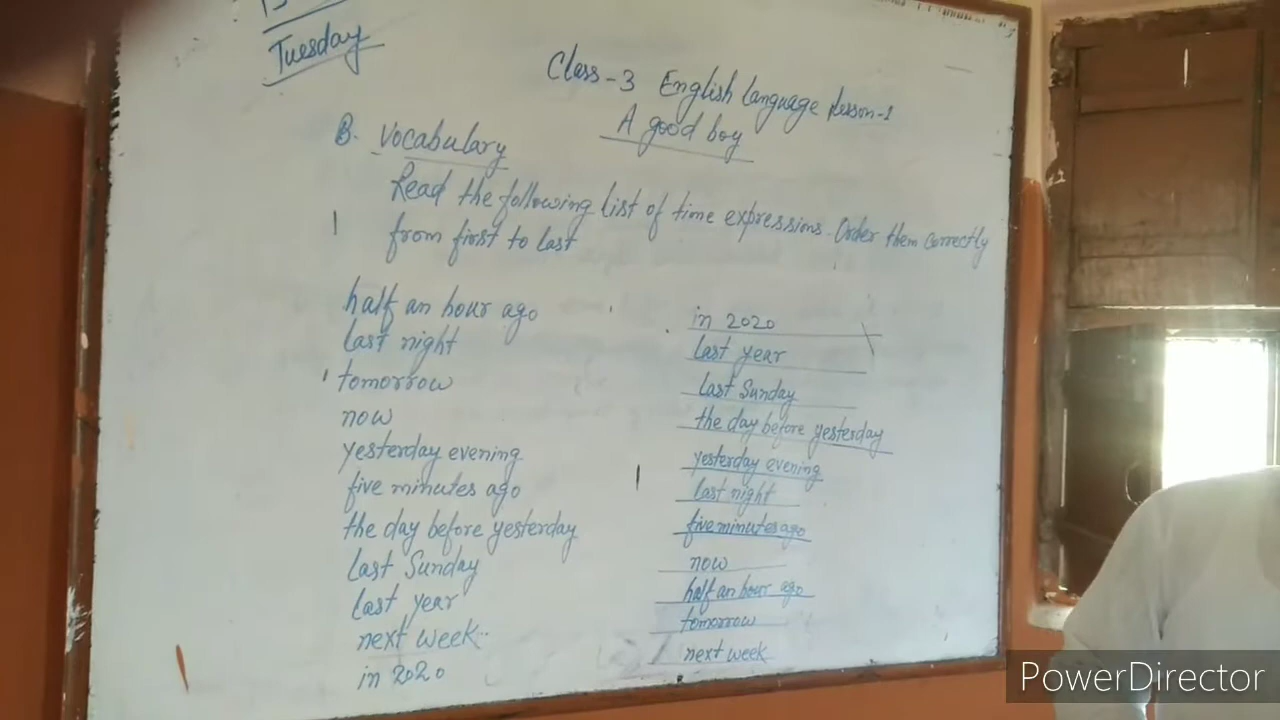 Tuesday
Class-3 English language Lesson-1
A good boy
B. Vocabulary
Read the following list of time expressions. Order them correctly
from first to last
half an hour ago
last night
tomorrow
now
yesterday evening
five minutes ago
the day before yesterday
Last Sunday
last year
next week
in 2020
in 2020
last year
last Sunday
the day before yesterday
yesterday evening
last night
five minutes ago
now
half an hour ago
tomorrow
next week
PowerDirector